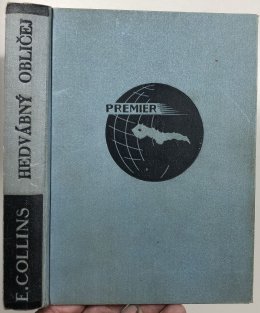 HEDVÁBNÝ OBLIČEJ
E. COLLINS
PREMIER